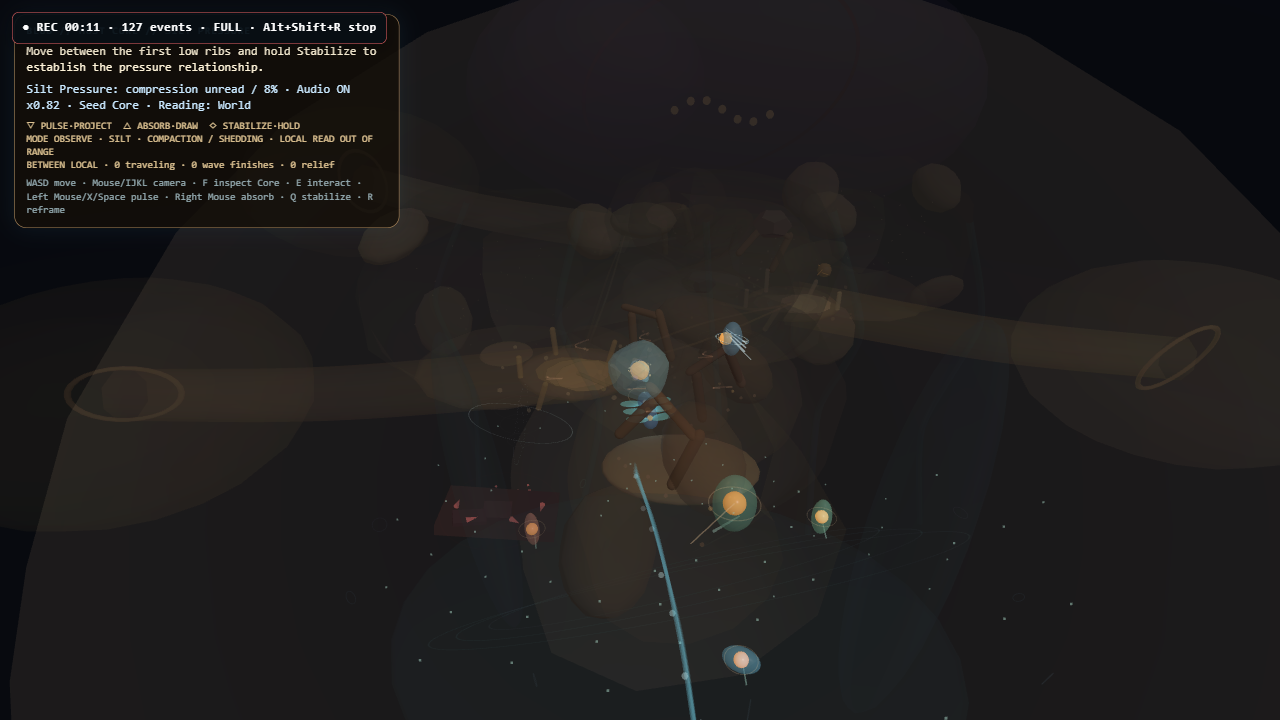 ● REC 00:11 · 127 events · FULL · Alt+Shift+R stop
Move between the first low ribs and hold Stabilize to
establish the pressure relationship.
Silt Pressure: compression unread / 8% · Audio ON
x0.82 · Seed Core · Reading: World
▽ PULSE·PROJECT △ ABSORB·DRAW ◇ STABILIZE·HOLD
MODE OBSERVE · SILT · COMPACTION / SHEDDING · LOCAL READ OUT OF
RANGE
BETWEEN LOCAL · 0 traveling · 0 wave finishes · 0 relief
WASD move · Mouse/IJKL camera · F inspect Core · E interact ·
Left Mouse/X/Space pulse · Right Mouse absorb · Q stabilize · R
reframe